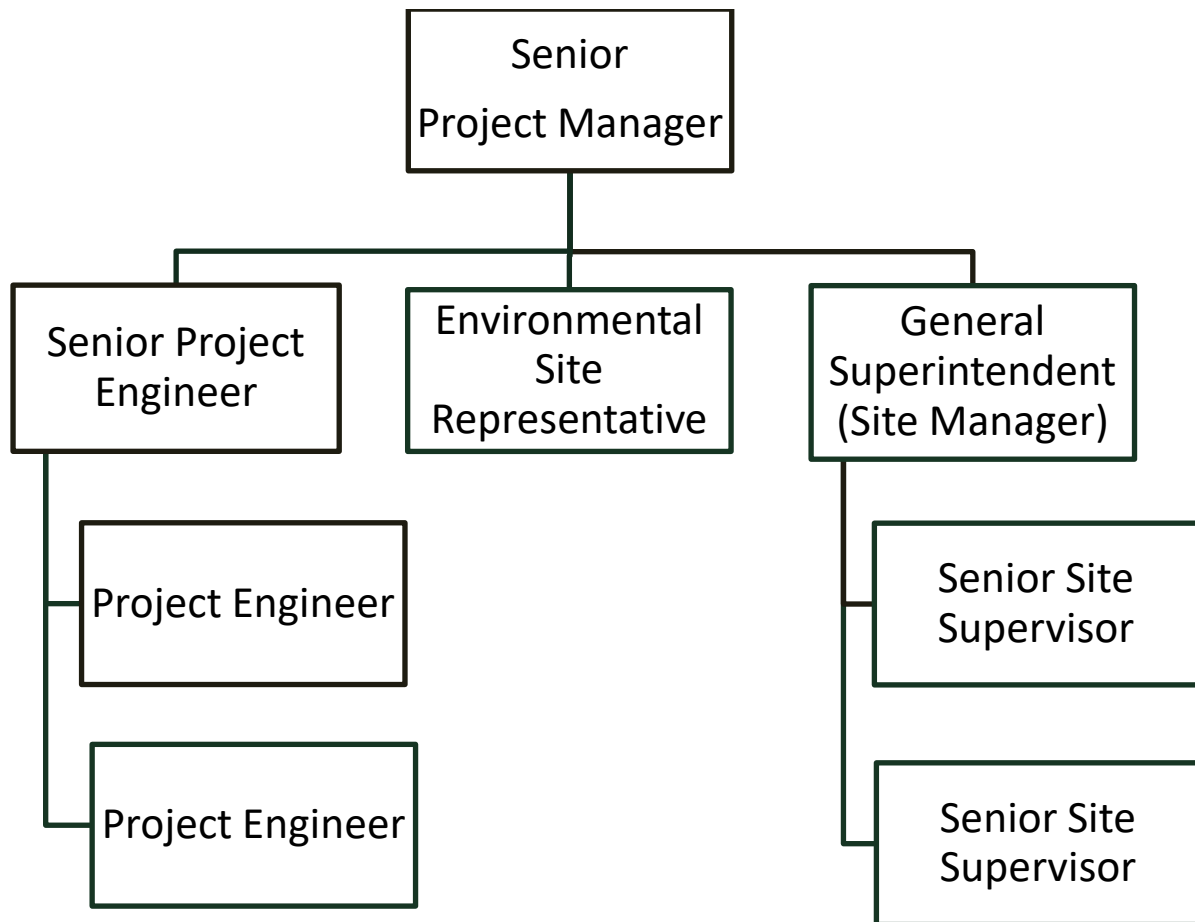 Senior
Project Manager
Senior Project
Engineer
Environmental
Site
Representative
General
Superintendent
(Site Manager)
Project Engineer
Project Engineer
Senior Site
Supervisor
Senior Site
Supervisor